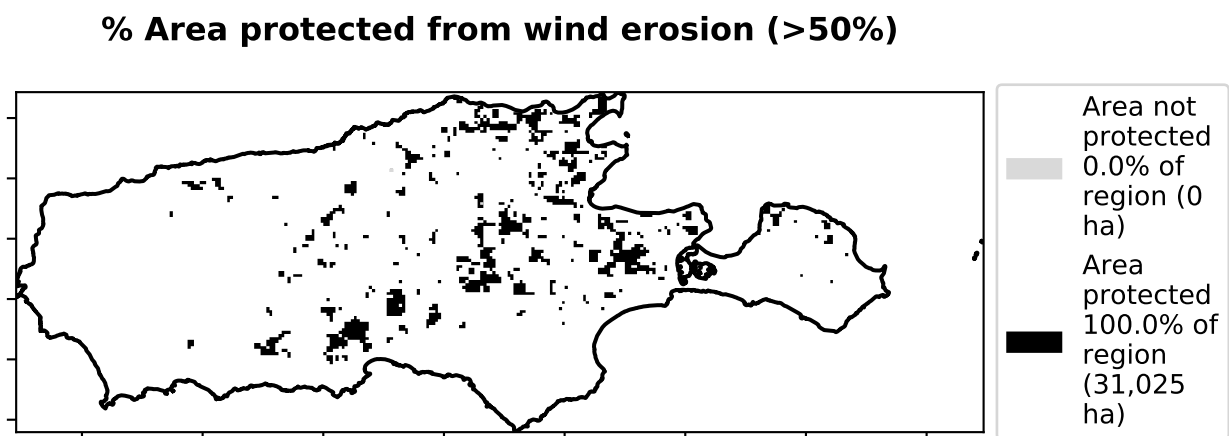 % Area protected from wind erosion (>50%)
Area not
protected
0.0% of
region (0
ha)
Area
protected
100.0% of
region
(31,025
ha)